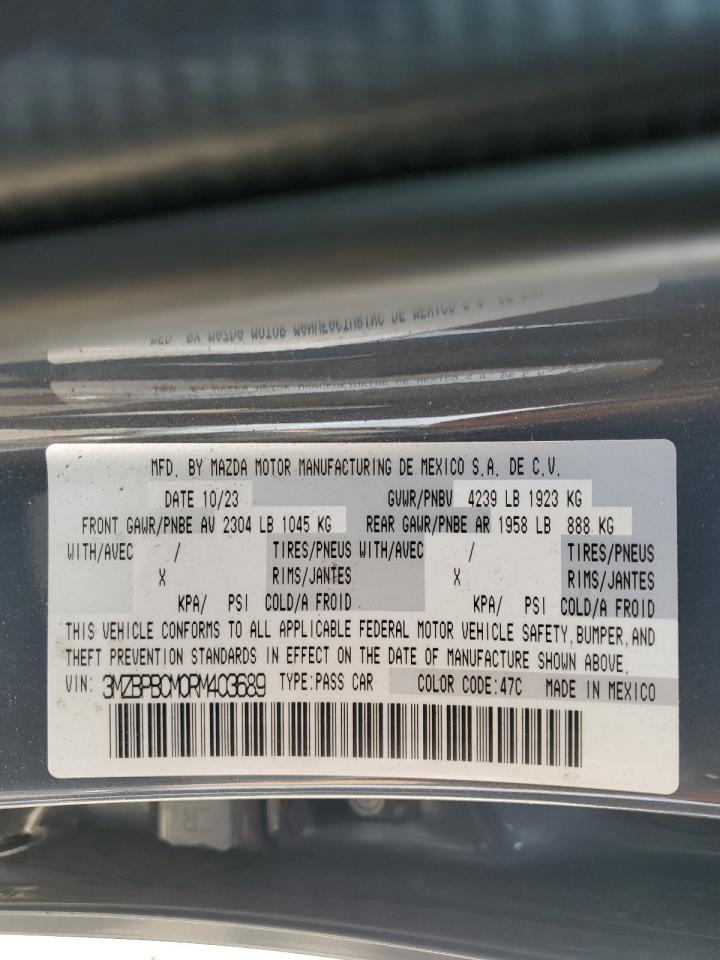 MFD. BY MAZDA MOTOR MANUFACTURING DE MEXICO S.A. DE C.V.
DATE 10/23 GVWR/PNBV 4239 LB 1923 KG
FRONT GAWR/PNBE AV 2304 LB 1045 KG REAR GAWR/PNBE AR 1958 LB 888 KG
WITH/AVEC / TIRES/PNEUS WITH/AVEC / TIRES/PNEUS
X RIMS/JANTES X RIMS/JANTES
KPA/ PSI COLD/A FROID KPA/ PSI COLD/A FROID
THIS VEHICLE CONFORMS TO ALL APPLICABLE FEDERAL MOTOR VEHICLE SAFETY, BUMPER, AND
THEFT PREVENTION STANDARDS IN EFFECT ON THE DATE OF MANUFACTURE SHOWN ABOVE.
VIN: 3MZBPBCM0RM403689 TYPE:PASS CAR COLOR CODE:47C MADE IN MEXICO